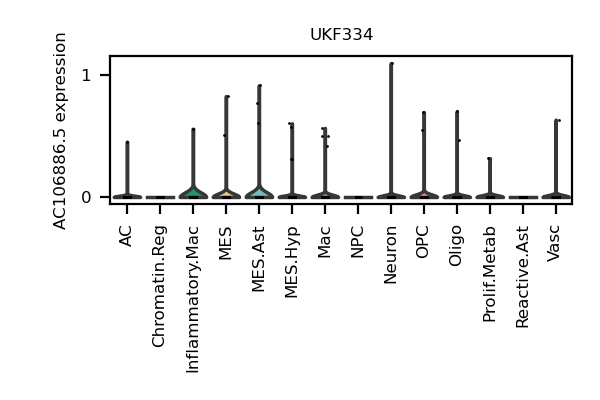 UKF334
AC106886.5 expression
1
0
AC
Chromatin.Reg
Inflammatory.Mac
MES
MES.Ast
MES.Hyp
Mac
NPC
Neuron
OPC
Oligo
Prolif.Metab
Reactive.Ast
Vasc